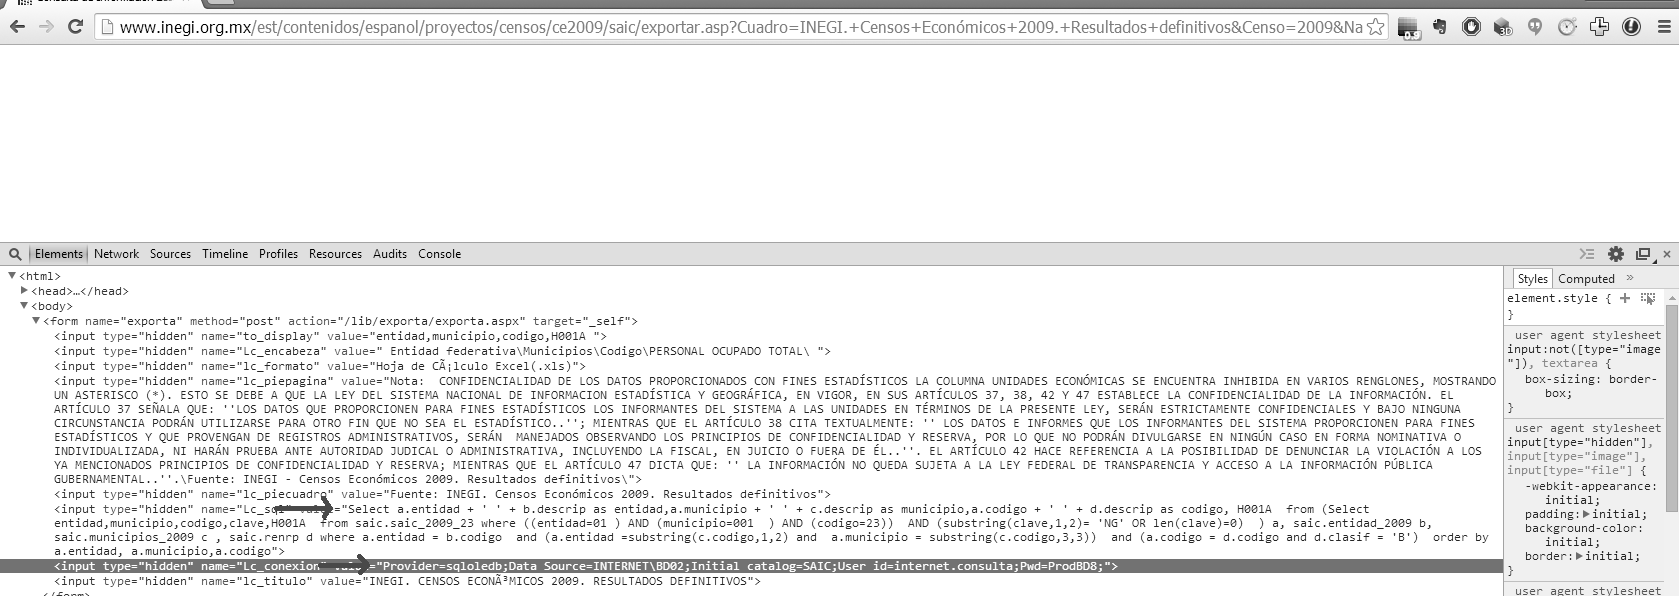 www.inegi.org.mx/est/contenidos/espanol/proyectos/censos/ce2009/saic/exportar.asp?Cuadro=INEGI.+Censos+Económicos+2009.+Resultados+definitivos&Censo=2009&Na
0.9
3D
Elements Network Sources Timeline Profiles Resources Audits Console
<html>
<head>…</head>
<body>
<form name="exporta" method="post" action="/lib/exporta/exporta.aspx" target="_self">
<input type="hidden" name="to_display" value="entidad,municipio,codigo,H001A ">
<input type="hidden" name="Lc_encabeza" value=" Entidad federativa\Municipios\Codigo\PERSONAL OCUPADO TOTAL\ ">
<input type="hidden" name="lc_formato" value="Hoja de CÃ¡lculo Excel(.xls)">
<input type="hidden" name="lc_piepagina" value="Nota:  CONFIDENCIALIDAD DE LOS DATOS PROPORCIONADOS CON FINES ESTADÍSTICOS LA COLUMNA UNIDADES ECONÓMICAS SE ENCUENTRA INHIBIDA EN VARIOS RENGLONES, MOSTRANDO
UN ASTERISCO (*). ESTO SE DEBE A QUE LA LEY DEL SISTEMA NACIONAL DE INFORMACION ESTADÍSTICA Y GEOGRÁFICA, EN VIGOR, EN SUS ARTÍCULOS 37, 38, 42 Y 47 ESTABLECE LA CONFIDENCIALIDAD DE LA INFORMACIÓN. EL
ARTÍCULO 37 SEÑALA QUE: ''LOS DATOS QUE PROPORCIONEN PARA FINES ESTADÍSTICOS LOS INFORMANTES DEL SISTEMA A LAS UNIDADES EN TÉRMINOS DE LA PRESENTE LEY, SERÁN ESTRICTAMENTE CONFIDENCIALES Y BAJO NINGUNA
CIRCUNSTANCIA PODRÁN UTILIZARSE PARA OTRO FIN QUE NO SEA EL ESTADÍSTICO..''; MIENTRAS QUE EL ARTÍCULO 38 CITA TEXTUALMENTE: '' LOS DATOS E INFORMES QUE LOS INFORMANTES DEL SISTEMA PROPORCIONEN PARA FINES
ESTADÍSTICOS Y QUE PROVENGAN DE REGISTROS ADMINISTRATIVOS, SERÁN  MANEJADOS OBSERVANDO LOS PRINCIPIOS DE CONFIDENCIALIDAD Y RESERVA, POR LO QUE NO PODRÁN DIVULGARSE EN NINGÚN CASO EN FORMA NOMINATIVA O
INDIVIDUALIZADA, NI HARÁN PRUEBA ANTE AUTORIDAD JUDICAL O ADMINISTRATIVA, INCLUYENDO LA FISCAL, EN JUICIO O FUERA DE ÉL..''. EL ARTÍCULO 42 HACE REFERENCIA A LA POSIBILIDAD DE DENUNCIAR LA VIOLACIÓN A LOS
YA MENCIONADOS PRINCIPIOS DE CONFIDENCIALIDAD Y RESERVA; MIENTRAS QUE EL ARTÍCULO 47 DICTA QUE: '' LA INFORMACIÓN NO QUEDA SUJETA A LA LEY FEDERAL DE TRANSPARENCIA Y ACCESO A LA INFORMACIÓN PÚBLICA
GUBERNAMENTAL..''.\Fuente: INEGI - Censos Económicos 2009. Resultados definitivos\">
<input type="hidden" name="lc_piecuadro" value="Fuente: INEGI. Censos Económicos 2009. Resultados definitivos">
<input type="hidden" name="Lc_sql" value="Select a.entidad + ' ' + b.descrip as entidad,a.municipio + ' ' + c.descrip as municipio,a.codigo + ' ' + d.descrip as codigo, H001A  from (Select
entidad,municipio,codigo,clave,H001A  from saic.saic_2009_23 where ((entidad=01 ) AND (municipio=001  ) AND (codigo=23))  AND (substring(clave,1,2)= 'NG' OR len(clave)=0)  ) a, saic.entidad_2009 b,
saic.municipios_2009 c , saic.renrp d where a.entidad = b.codigo  and (a.entidad =substring(c.codigo,1,2) and  a.municipio = substring(c.codigo,3,3))  and (a.codigo = d.codigo and d.clasif = 'B')  order by
a.entidad, a.municipio,a.codigo">
<input type="hidden" name="Lc_conexion" value="Provider=sqloledb;Data Source=INTERNET\BD02;Initial catalog=SAIC;User id=internet.consulta;Pwd=ProdBD8;">
<input type="hidden" name="lc_titulo" value="INEGI. CENSOS ECONÃ³MICOS 2009. RESULTADOS DEFINITIVOS">
</form>
Styles Computed »
element.style {
}
user agent stylesheet
input:not([type="image
"]), textarea {
box-sizing: border-
box;
}
user agent stylesheet
input[type="hidden"],
input[type="image"],
input[type="file"] {
-webkit-appearance:
initial;
padding: initial;
background-color:
initial;
border: initial;
}
user agent stylesheet